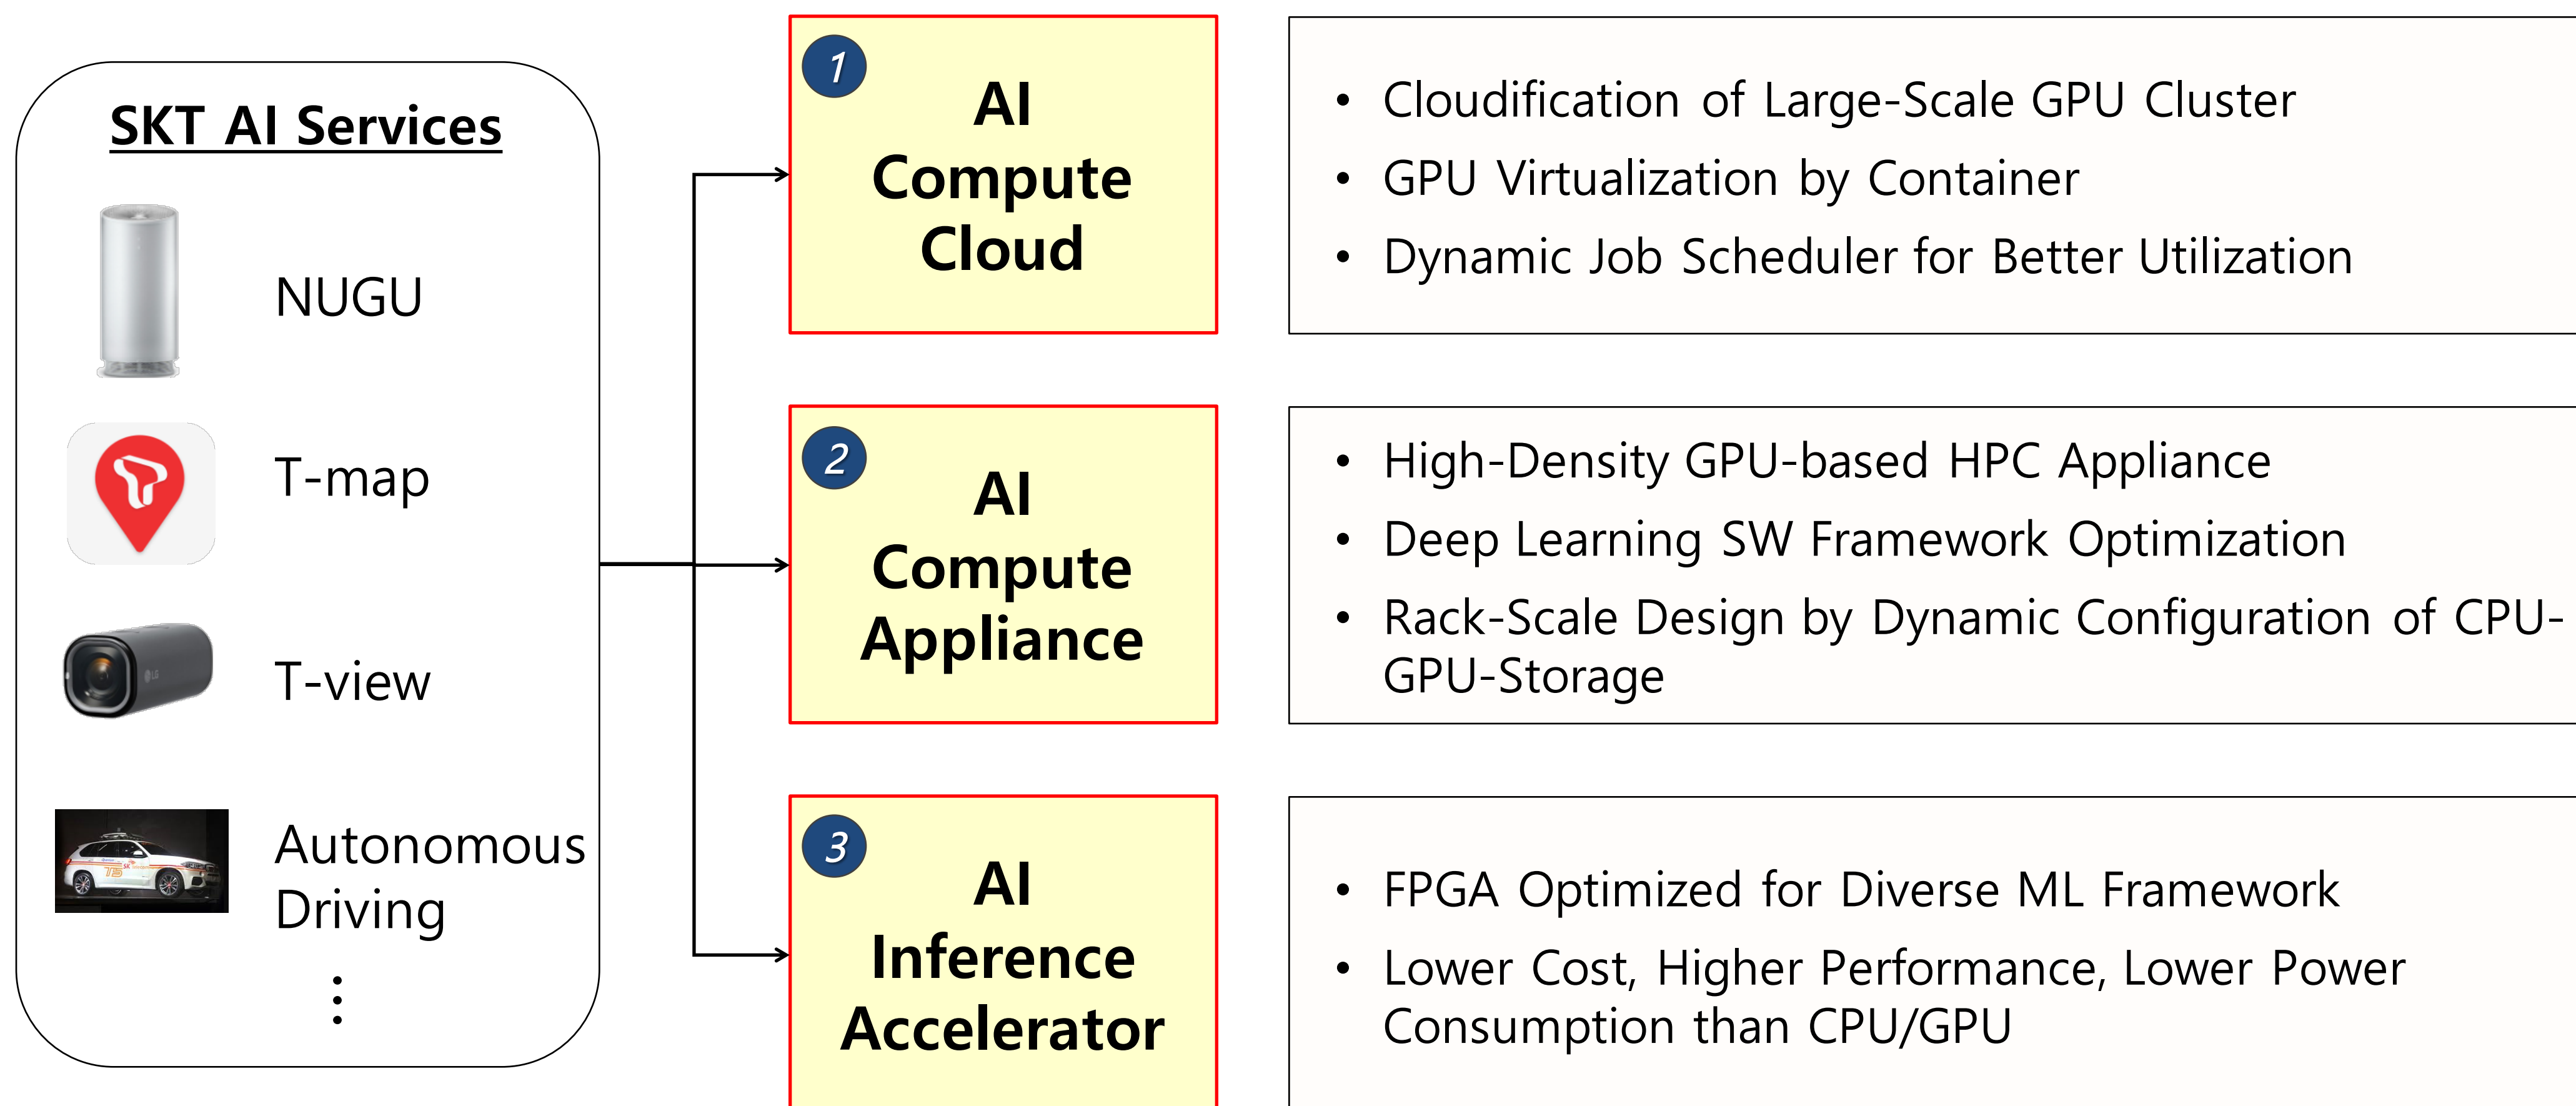 SKT AI Services
NUGU
T-map
T-view
LG
Autonomous
Driving
1
AI
Compute
Cloud
• Cloudification of Large-Scale GPU Cluster
• GPU Virtualization by Container
• Dynamic Job Scheduler for Better Utilization
2
AI
Compute
Appliance
• High-Density GPU-based HPC Appliance
• Deep Learning SW Framework Optimization
• Rack-Scale Design by Dynamic Configuration of CPU-
GPU-Storage
3
AI
Inference
Accelerator
• FPGA Optimized for Diverse ML Framework
• Lower Cost, Higher Performance, Lower Power
Consumption than CPU/GPU